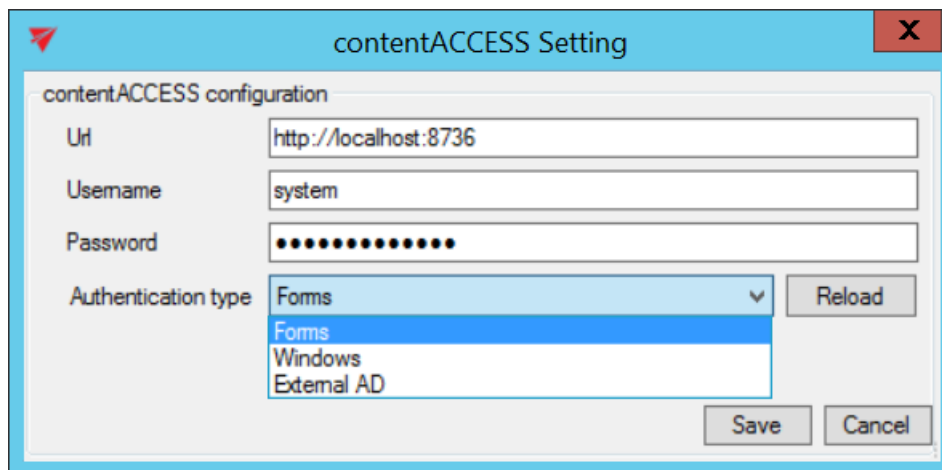 contentACCESS Setting
X
contentACCESS configuration
Url http://localhost:8736
Username system
Password ●●●●●●●●●●●●●
Authentication type Forms Reload
Forms
Windows
External AD
Save Cancel